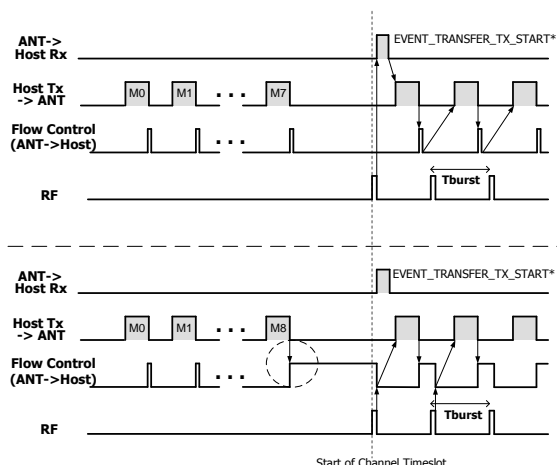 ANT->
Host Rx
EVENT_TRANSFER_TX_START*
Host Tx
-> ANT
M0 M1 . . . M7
Flow Control
(ANT->Host)
. . .
Tburst
RF
ANT->
Host Rx
EVENT_TRANSFER_TX_START*
Host Tx
-> ANT
M0 M1 . . . M8
Flow Control
(ANT->Host)
. . .
Tburst
RF
Start of Channel Timeslot